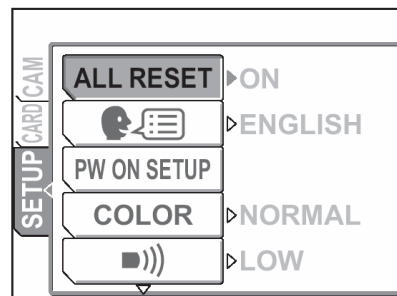 CAM
CARD
SETUP
ALL RESET ON
ENGLISH
PW ON SETUP
COLOR NORMAL
LOW